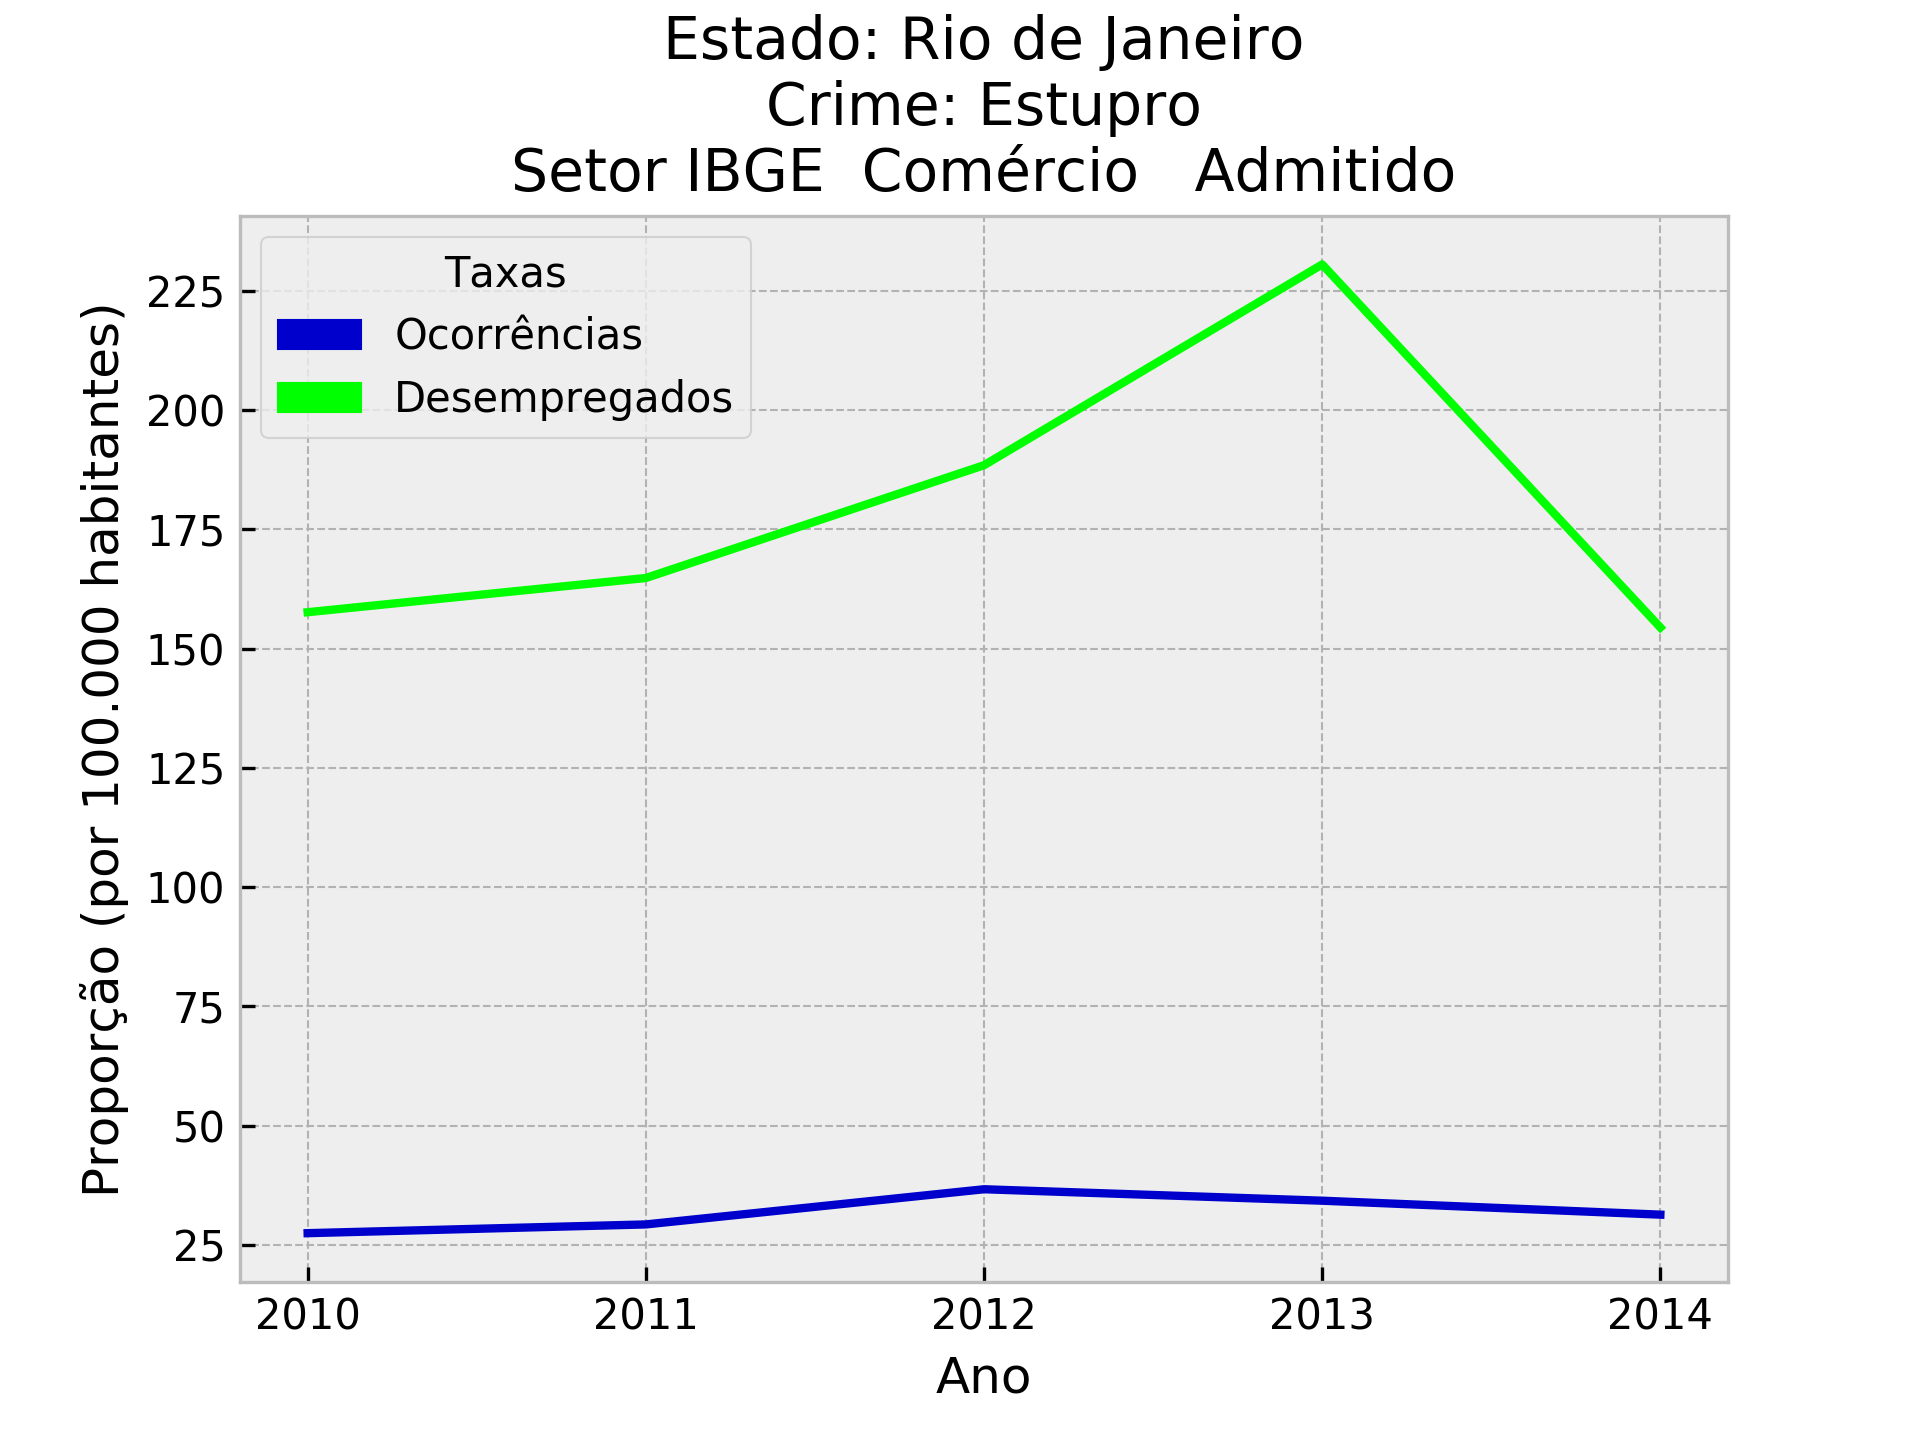 Estado: Rio de Janeiro
Crime: Estupro
Setor IBGE  Comércio   Admitido
Taxas
Ocorrências
Desempregados
Proporção (por 100.000 habitantes)
225
200
175
150
125
100
75
50
25
2010 2011 2012 2013 2014
Ano